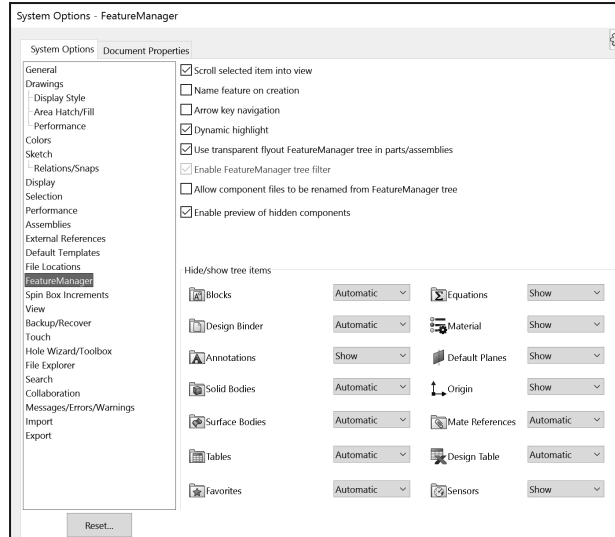 System Options - FeatureManager
System Options
Document Properties
General
Drawings
Display Style
Area Hatch/Fill
Performance
Colors
Sketch
Relations/Snaps
Display
Selection
Performance
Assemblies
External References
Default Templates
File Locations
FeatureManager
Spin Box Increments
View
Backup/Recover
Touch
Hole Wizard/Toolbox
File Explorer
Search
Collaboration
Messages/Errors/Warnings
Import
Export
Reset...
Scroll selected item into view
Name feature on creation
Arrow key navigation
Dynamic highlight
Use transparent flyout FeatureManager tree in parts/assemblies
Enable FeatureManager tree filter
Allow component files to be renamed from FeatureManager tree
Enable preview of hidden components
Hide/show tree items
Blocks Automatic
Design Binder Automatic
Annotations Show
Solid Bodies Automatic
Surface Bodies Automatic
Tables Automatic
Favorites Automatic
Equations Show
Material Show
Default Planes Show
Origin Show
Mate References Automatic
Design Table Automatic
Sensors Show